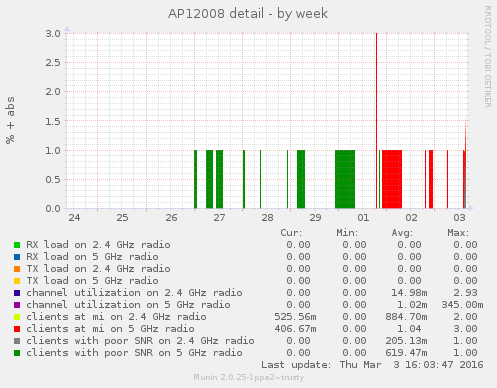 AP12008 detail - by week
RRDTOOL / TOBI OETIKER
% + abs
3.0
2.5
2.0
1.5
1.0
0.5
0.0
24 25 26 27 28 29 01 02 03
Cur: Min: Avg: Max:
RX load on 2.4 GHz radio 0.00 0.00 0.00 0.00
RX load on 5 GHz radio 0.00 0.00 0.00 0.00
TX load on 2.4 GHz radio 0.00 0.00 0.00 0.00
TX load on 5 GHz radio 0.00 0.00 0.00 0.00
channel utilization on 2.4 GHz radio 0.00 0.00 14.98m 2.93
channel utilization on 5 GHz radio 0.00 0.00 1.02m 345.00m
clients at mi on 2.4 GHz radio 525.56m 0.00 884.70m 2.00
clients at mi on 5 GHz radio 406.67m 0.00 1.04 3.00
clients with poor SNR on 2.4 GHz radio 0.00 0.00 205.13m 1.00
clients with poor SNR on 5 GHz radio 0.00 0.00 619.47m 1.00
Last update: Thu Mar 3 16:03:47 2016
Munin 2.0.25-1ppa2~trusty